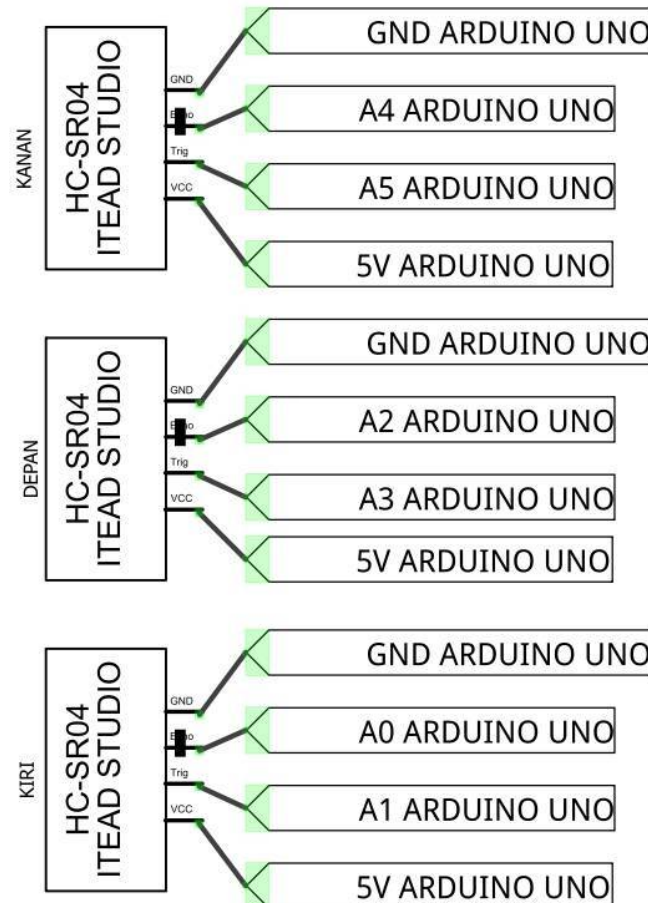 KANAN
HC-SR04
ITEAD STUDIO
GND
Trig
VCC
GND ARDUINO UNO
A4 ARDUINO UNO
A5 ARDUINO UNO
5V ARDUINO UNO
DEPAN
HC-SR04
ITEAD STUDIO
GND
Trig
VCC
GND ARDUINO UNO
A2 ARDUINO UNO
A3 ARDUINO UNO
5V ARDUINO UNO
KIRI
HC-SR04
ITEAD STUDIO
GND
Trig
VCC
GND ARDUINO UNO
A0 ARDUINO UNO
A1 ARDUINO UNO
5V ARDUINO UNO